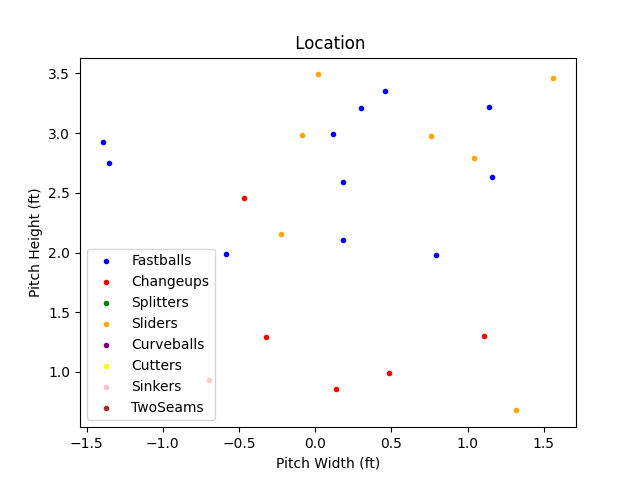 Location
3.5
3.0
2.5
2.0
1.5
1.0
Pitch Height (ft)
Fastballs
Changeups
Splitters
Sliders
Curveballs
Cutters
Sinkers
TwoSeams
−1.5 −1.0 −0.5 0.0 0.5 1.0 1.5
Pitch Width (ft)